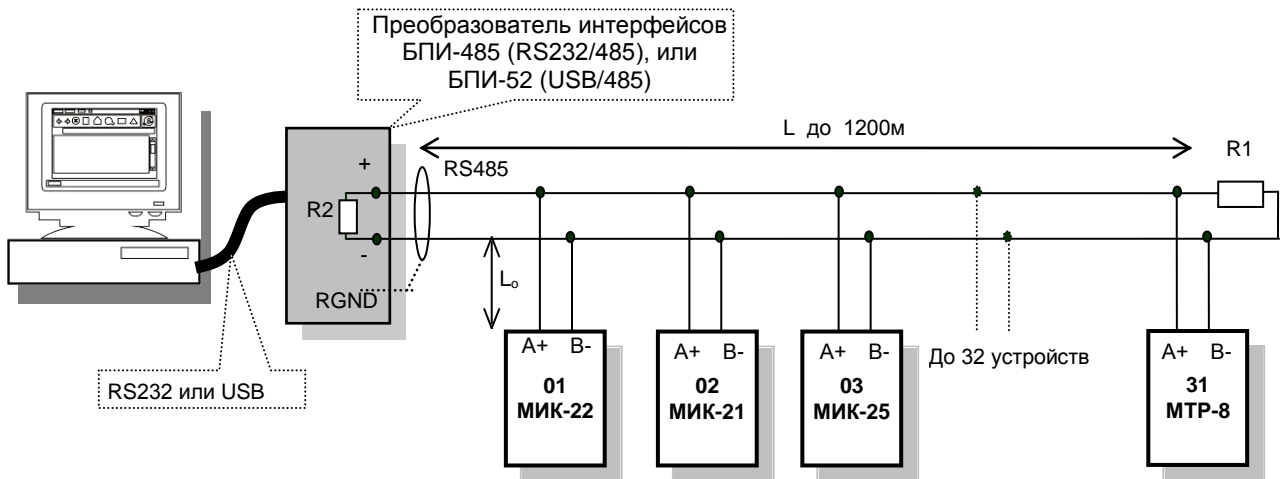 Преобразователь интерфейсов
БПИ-485 (RS232/485), или
БПИ-52 (USB/485)
L до 1200м
R1
+
RS485
R2
-
Lo
RGND
A+ B-
01
МИК-22
A+ B-
02
МИК-21
A+ B-
03
МИК-25
До 32 устройств
A+ B-
31
МТР-8
RS232 или USB